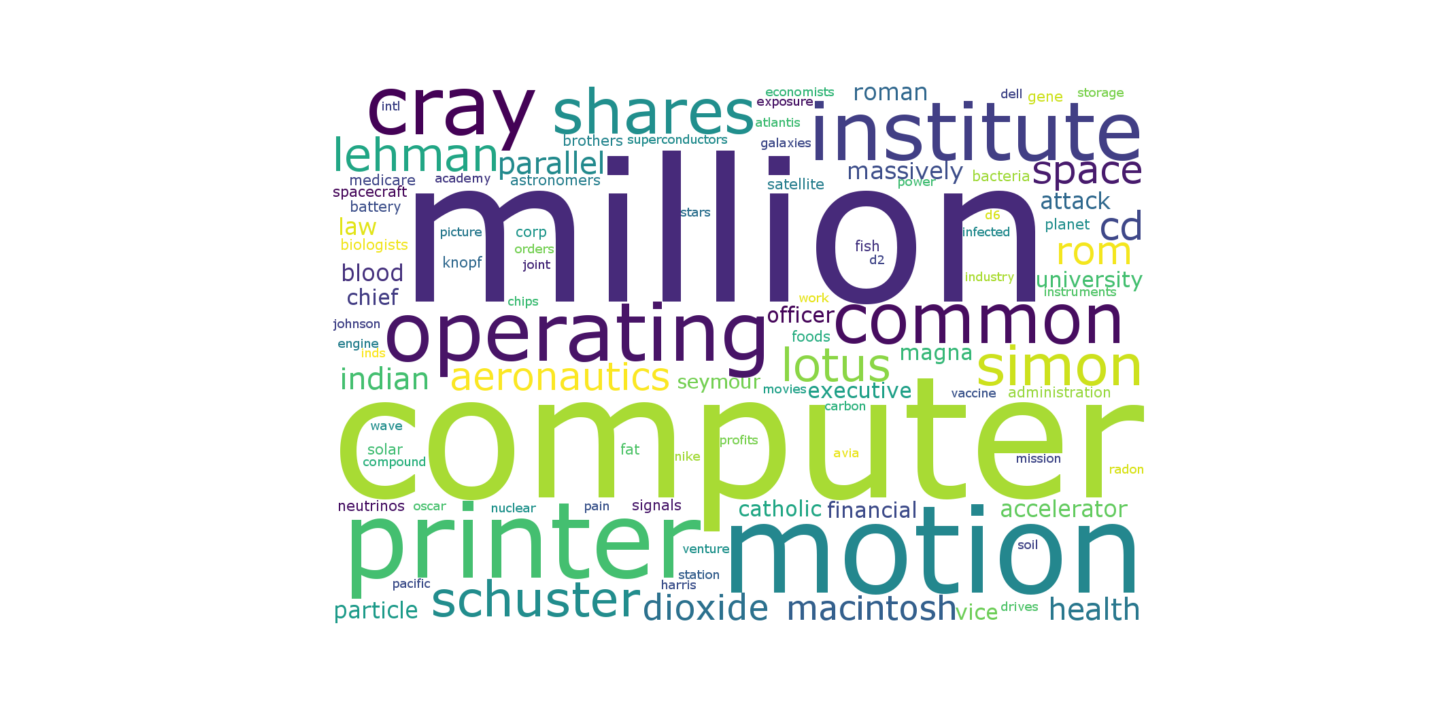 cray
intl
shares
economists
exposure
roman
dell
gene
storage
atlantis
institute
lehman
brothers
superconductors
galaxies
parallel
massively
space
medicare
academy
astronomers
satellite
power
bacteria
spacecraft
million
attack
battery
stars
d6
law
picture
corp
infected
planet
cd
biologists
orders
fish
rom
blood
knopf
joint
d2
industry
university
chief
chips
work
instruments
johnson
operating
officer
common
engine
inds
foods
lotus
magna
simon
indian
aeronautics
seymour
movies
executive
vaccine
administration
computer
carbon
wave
solar
compound
fat
nike
profits
avia
mission
radon
neutrinos
oscar
nuclear
pain
signals
catholic
financial
accelerator
printer
motion
venture
soil
pacific
station
harris
particle
schuster
dioxide
macintosh
vice
drives
health